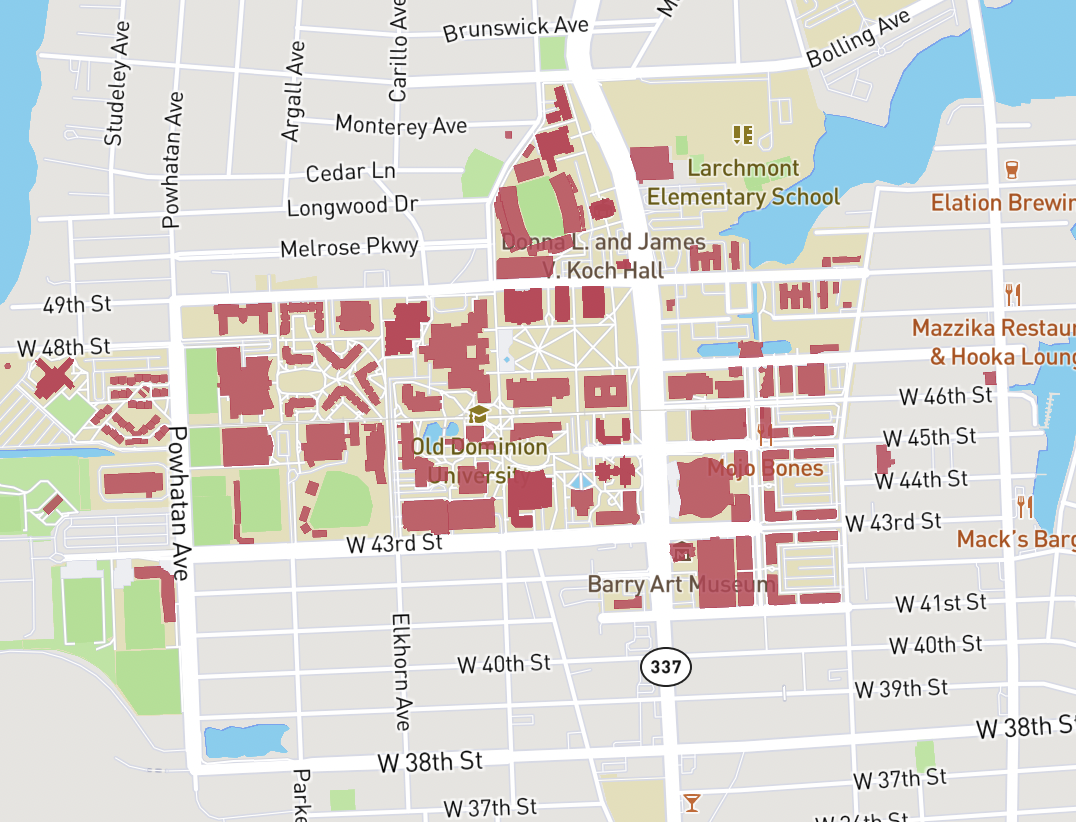 Brunswick Ave
Bolling Ave
Studeley Ave
Argall Ave
Carillo Ave
Powhatan Ave
Monterey Ave
Cedar Ln
Longwood Dr
Melrose Pkwy
Larchmont
Elementary School
Elation Brewin
Donna L. and James
V. Koch Hall
49th St
W 48th St
Mazzika Restaur
& Hooka Loung
W 46th St
W 45th St
W 44th St
W 43rd St
Old Dominion
University
Mojo Bones
Mack's Barg
Powhatan Ave
W 43rd St
Barry Art Museum
W 41st St
Elkhorn Ave
W 40th St
W 40th St
337
W 39th St
W 38th St
W 38th St
Parke
W 37th St
W 37th St